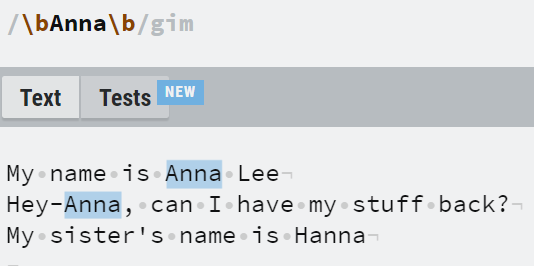 /\bAnna\b/gim
Text Tests NEW
My·name·is·Anna·Lee¬
Hey-Anna,·can·I·have·my·stuff·back?¬
My·sister's·name·is·Hanna¬
¬